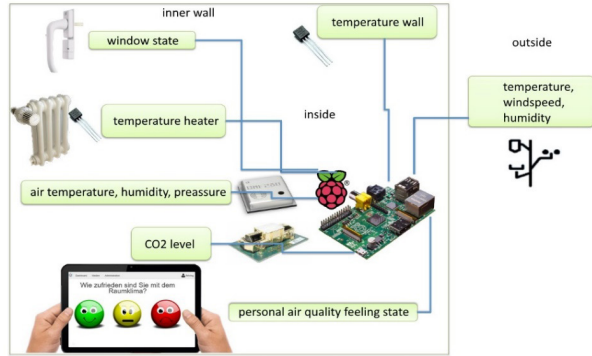 inner wall
temperature wall
window state
outside
temperature,
windspeed,
humidity
temperature heater
inside
air temperature, humidity, preassure
CO2 level
Wie zufrieden sind Sie mit dem
Raumklima?
personal air quality feeling state